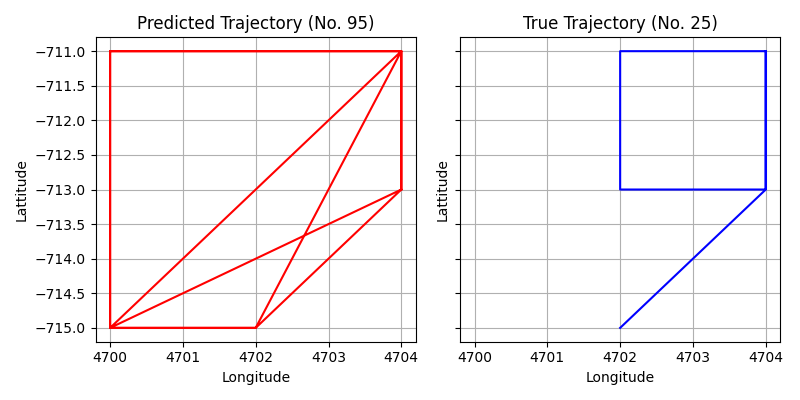 Predicted Trajectory (No. 95)
True Trajectory (No. 25)
−711.0
−711.5
−712.0
−712.5
−713.0
−713.5
−714.0
−714.5
−715.0
Lattitude
Lattitude
4700 4701 4702 4703 4704
4700 4701 4702 4703 4704
Longitude
Longitude